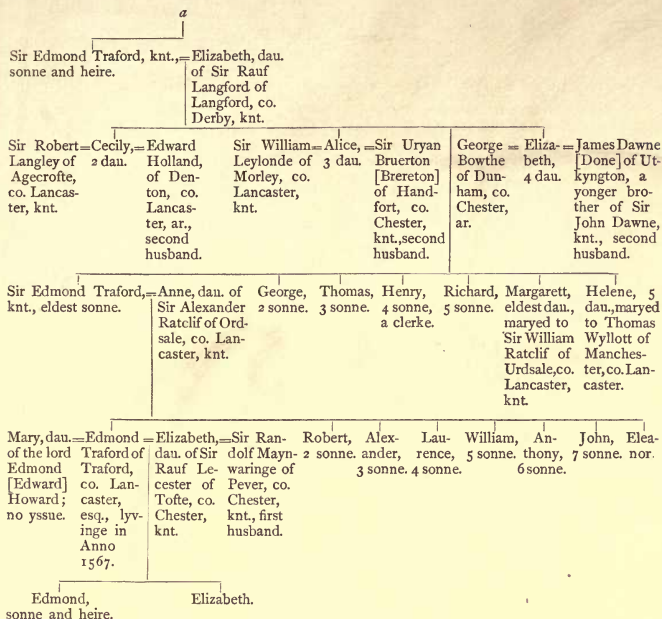 a
Sir Edmond Traford, knt.,=Elizabeth, dau.
sonne and heire.
of Sir Rauf
Langford of
Langford, co.
Derby, knt.
Sir Robert=Cecily,=Edward
Langley of 2 dau. Holland,
Agecrofte, of Den-
co. Lancas- ton, co.
ter, knt. Lancas-
ter, ar.,
second
husband.
Sir William=Alice, =Sir Uryan
Leylonde of 3 dau. Bruerton
Morley, co. [Brereton]
Lancaster, of Hand-
knt. fort, co.
Chester,
knt.,second
husband.
George = Eliza- =James Dawne
Bowthe beth, [Done] of Ut-
of Dun- 4 dau. kyngton, a
ham, co. yonger bro-
Chester, ther of Sir
ar. John Dawne,
knt., second
husband.
Sir Edmond Traford,=Anne, dau. of
knt., eldest sonne. Sir Alexander
Ratclif of Ord-
sale, co. Lan-
caster, knt.
George,
2 sonne.
Thomas,
3 sonne.
Henry,
4 sonne,
a clerke.
Richard,
5 sonne.
Margarett,
eldest dau.,
maryed to
Sir William
Ratclif of
Urdsale,co.
Lancaster,
knt.
Helene, 5
dau.,maryed
to Thomas
Wyllott of
Manches-
ter, co. Lan-
caster.
Mary, dau.=Edmond =Elizabeth,=Sir Ran-
of the lord Traford of dau. of Sir dolf Mayn-
Edmond Traford, Rauf Le- waringe of
[Edward] co. Lan- cester of Pever, co.
Howard; caster, Tofte, co. Chester,
no yssue. esq., lyv- Chester, knt., first
inge in knt. husband.
Anno
1567.
Robert,
2 sonne.
Alex-
ander,
3 sonne.
Lau-
rence,
4 sonne.
William,
5 sonne.
An-
thony,
6 sonne.
John,
7 sonne.
Elea-
nor.
Edmond,
sonne and heire.
Elizabeth.